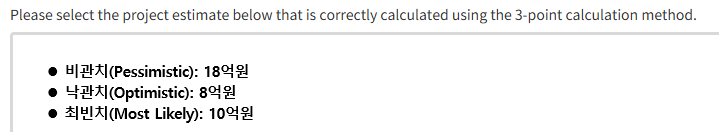 Please select the project estimate below that is correctly calculated using the 3-point calculation method.
● 비관치(Pessimistic): 18억원
● 낙관치(Optimistic): 8억원
● 최빈치(Most Likely): 10억원